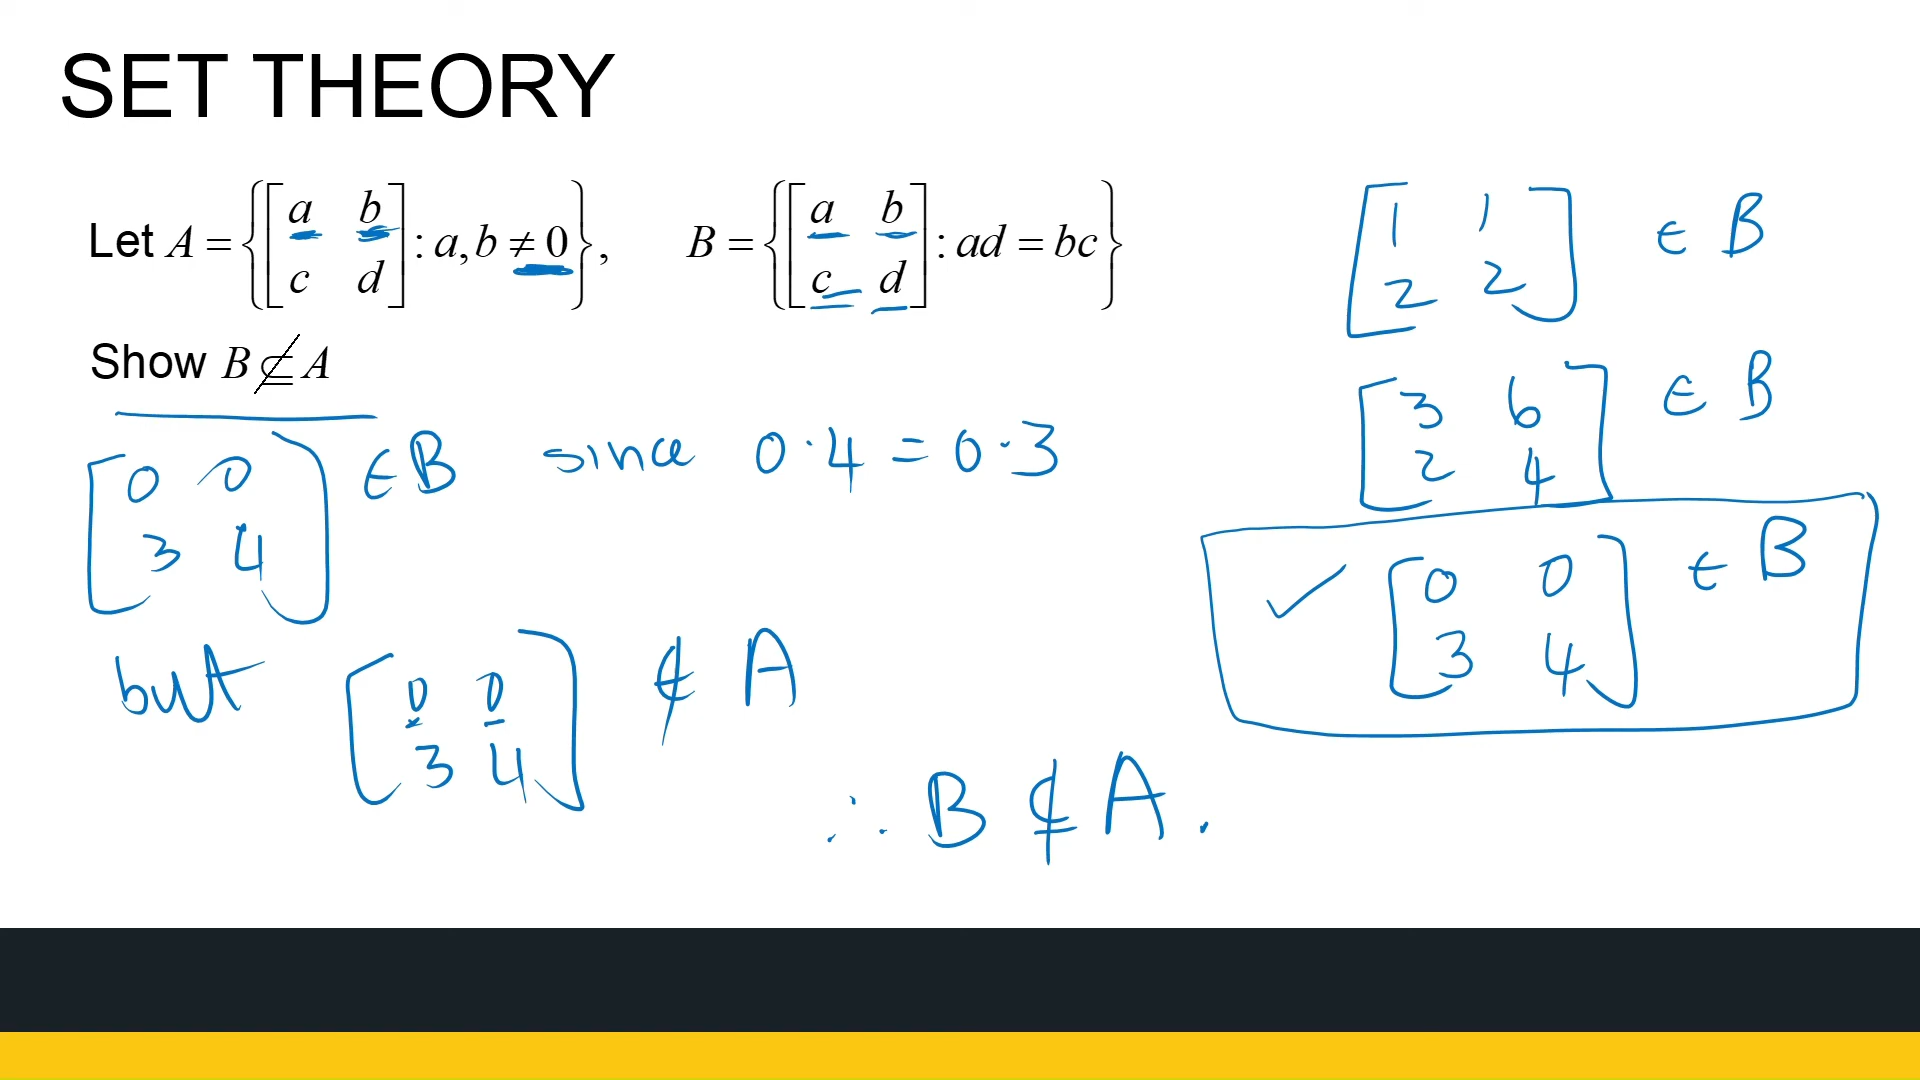 SET THEORY
Let A = {[a b; c d] : a, b ≠ 0}, B = {[a b; c d] : ad = bc}
Show B ⊈ A
[0 0; 3 4] ∈ B since 0·4 = 0·3
but [0 0; 3 4] ∉ A
∴ B ⊈ A.
[1 1; 2 2] ∈ B
[3 6; 2 4] ∈ B
✓ [0 0; 3 4] ∈ B